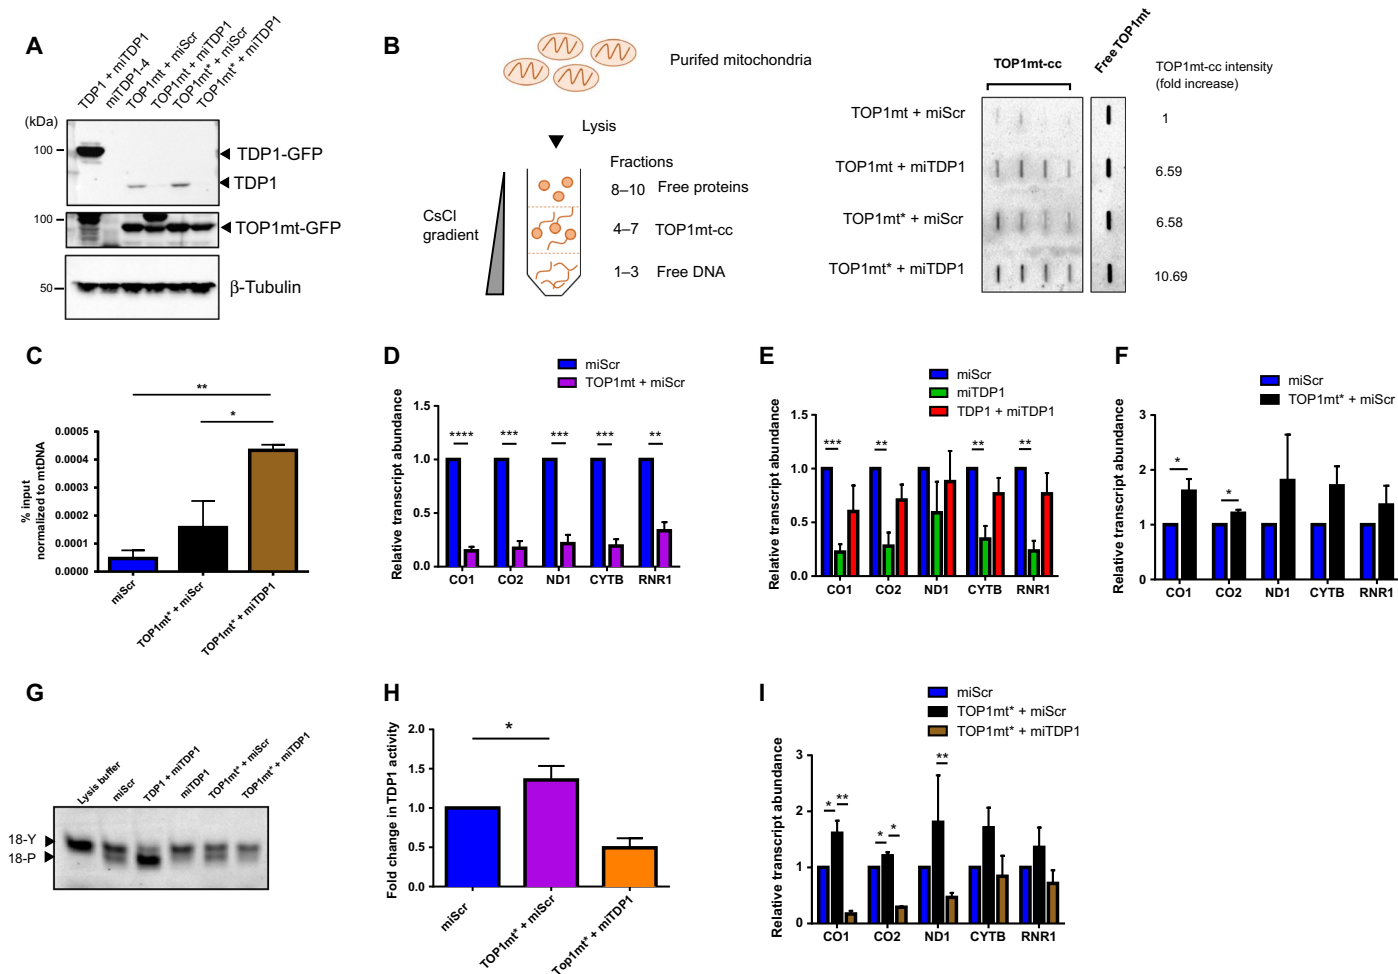 A
TDP1 + miTDP1
miTDP1-4
TOP1mt + miScr
TOP1mt + miTDP1
TOP1mt* + miScr
TOP1mt* + miTDP1
(kDa)
100
TDP1-GFP
TDP1
100
TOP1mt-GFP
50
β-Tubulin
B
Purifed mitochondria
Lysis
Fractions
8–10 Free proteins
4–7 TOP1mt-cc
1–3 Free DNA
CsCl
gradient
TOP1mt-cc
Free TOP1mt
TOP1mt-cc intensity
(fold increase)
TOP1mt + miScr
1
TOP1mt + miTDP1
6.59
TOP1mt* + miScr
6.58
TOP1mt* + miTDP1
10.69
C
**
*
% input
normalized to mtDNA
0.0005
0.0004
0.0003
0.0002
0.0001
0.0000
miScr
TOP1mt* + miScr
TOP1mt* + miTDP1
D
miScr
TOP1mt + miScr
Relative transcript abundance
1.5
1.0
0.5
0.0
**** *** *** *** **
CO1 CO2 ND1 CYTB RNR1
E
miScr
miTDP1
TDP1 + miTDP1
Relative transcript abundance
1.5
1.0
0.5
0.0
*** ** ** **
CO1 CO2 ND1 CYTB RNR1
F
miScr
TOP1mt* + miScr
Relative transcript abundance
3
2
1
0
* *
CO1 CO2 ND1 CYTB RNR1
G
Lysis buffer
miScr
TDP1 + miTDP1
miTDP1
TOP1mt* + miScr
TOP1mt* + miTDP1
18-Y
18-P
H
Fold change in TDP1 activity
2.0
1.5
1.0
0.5
0.0
*
miScr
TOP1mt* + miScr
Top1mt* + miTDP1
I
miScr
TOP1mt* + miScr
TOP1mt* + miTDP1
Relative transcript abundance
3
2
1
0
* ** * * **
CO1 CO2 ND1 CYTB RNR1